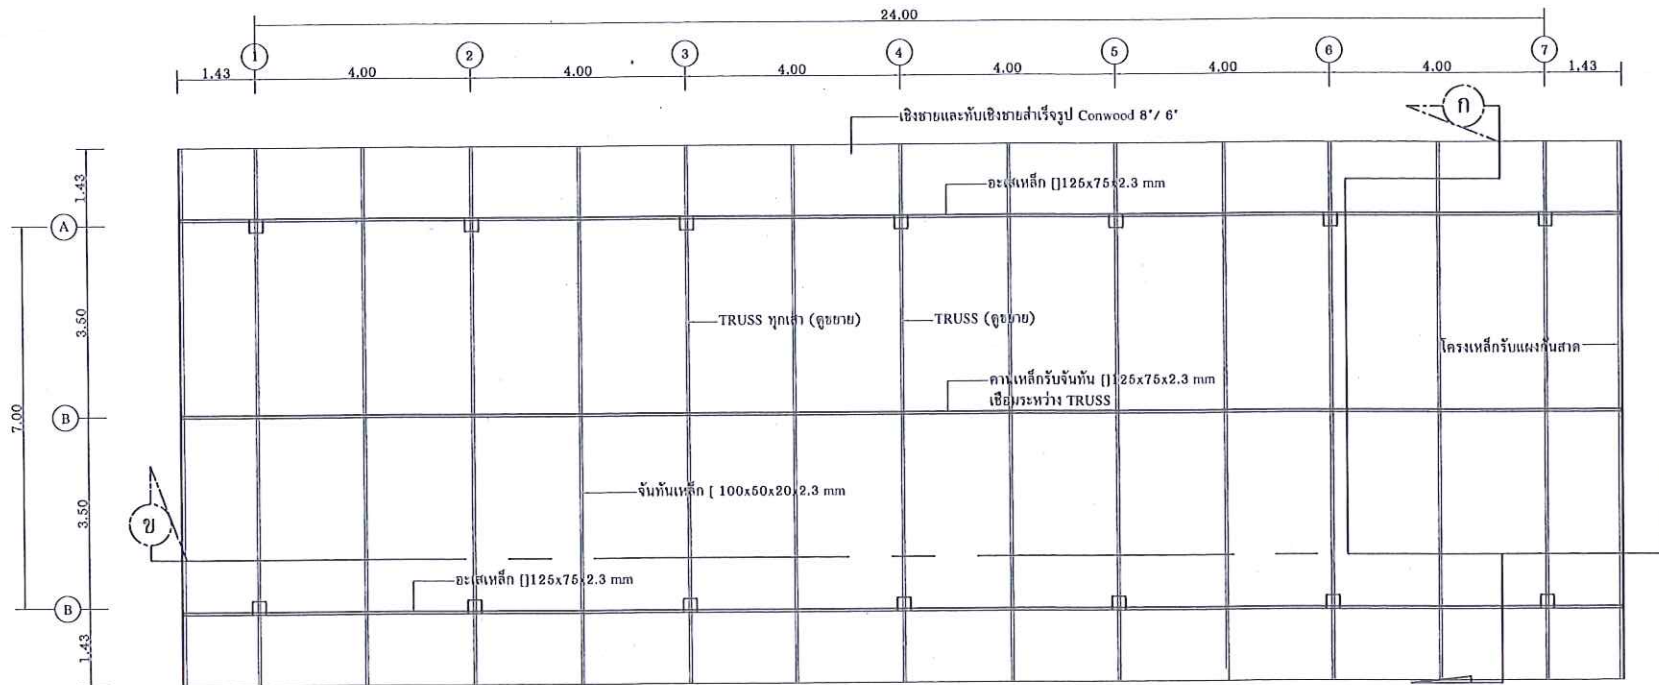 24.00
1 2 3 4 5 6 7
1.43 4.00 4.00 4.00 4.00 4.00 4.00 1.43
เชิงชายและทับเชิงชายสำเร็จรูป Conwood 8"/ 6"
ก
1.43
อะเสเหล็ก []125x75x2.3 mm
A
3.50
TRUSS ทุกเสา (ดูขยาย)
TRUSS (ดูขยาย)
โครงเหล็กรับแผงกันสาด
คานเหล็กรับจันทัน []125x75x2.3 mm
เชื่อมระหว่าง TRUSS
7.00
B
จันทันเหล็ก [ 100x50x20x2.3 mm
3.50
ข
อะเสเหล็ก []125x75x2.3 mm
B
1.43